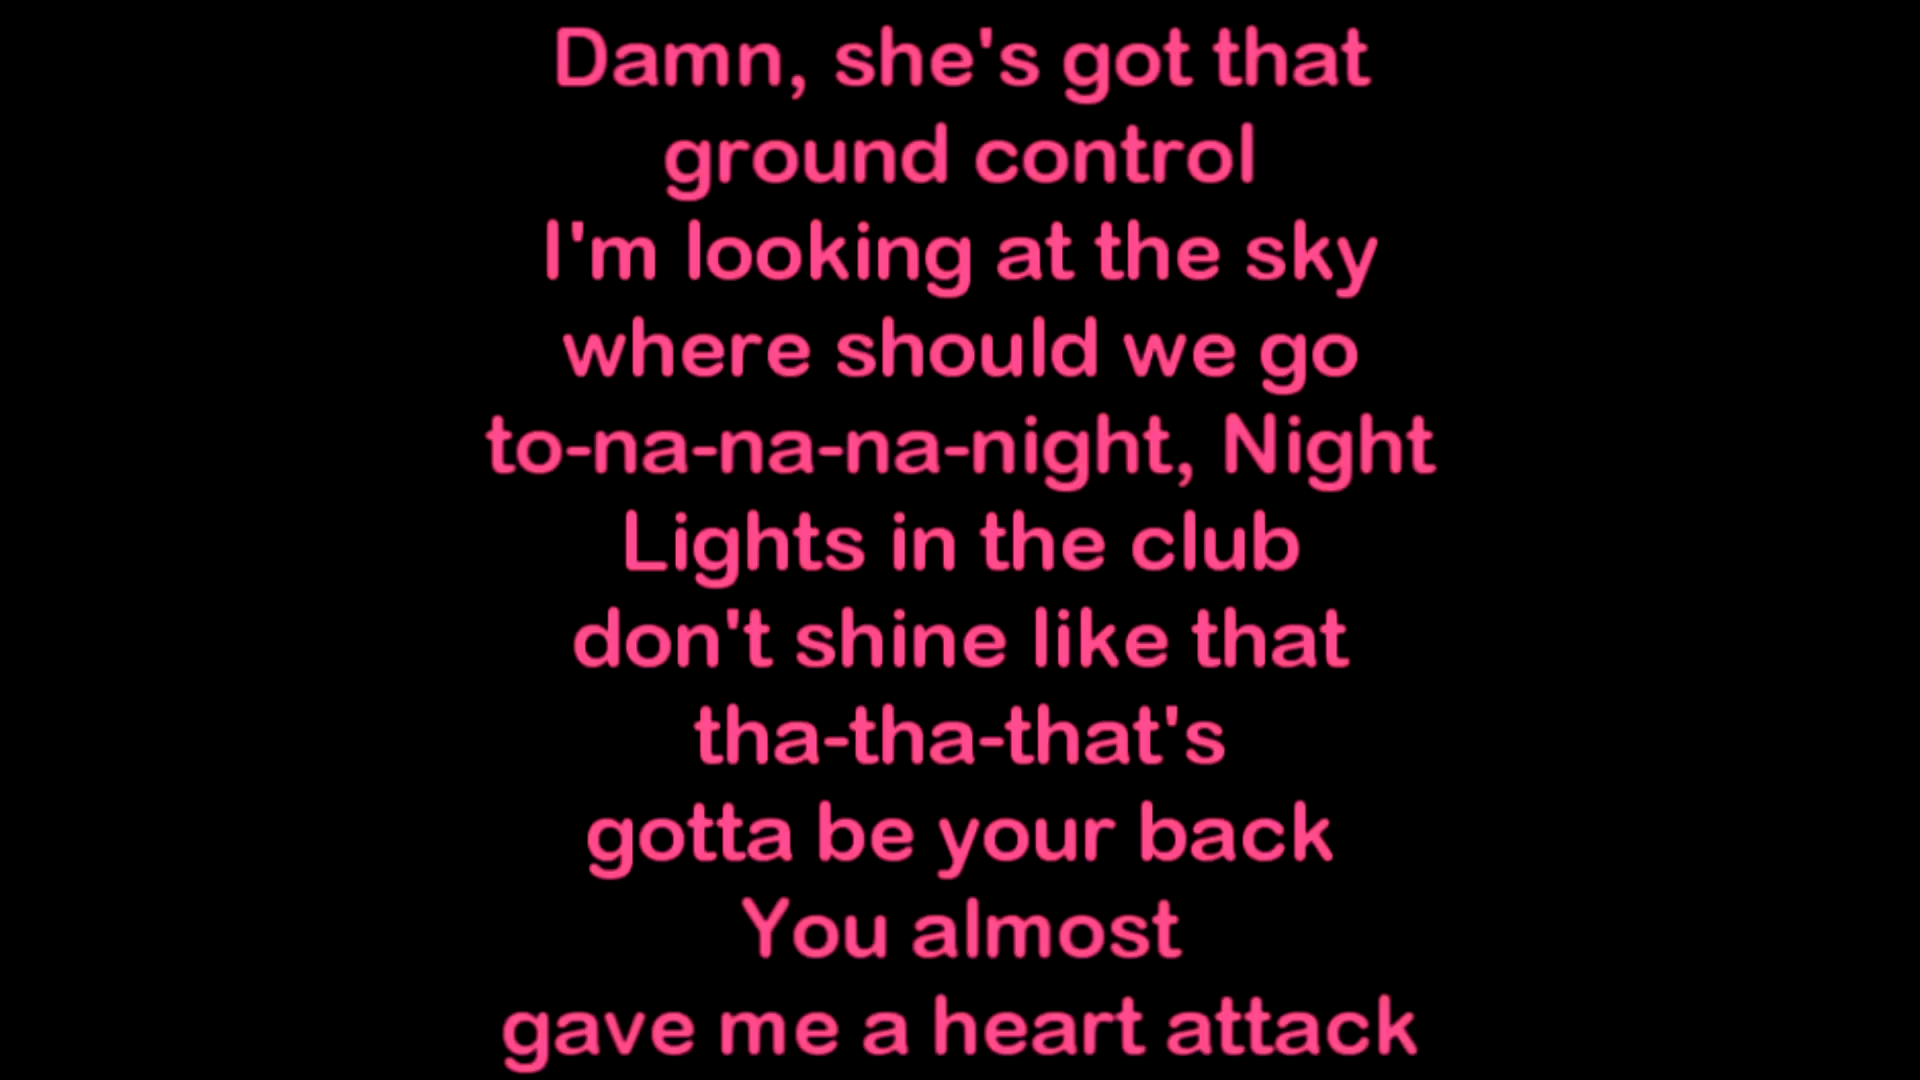 Damn, she's got that
ground control
I'm looking at the sky
where should we go
to-na-na-na-night, Night
Lights in the club
don't shine like that
tha-tha-that's
gotta be your back
You almost
gave me a heart attack